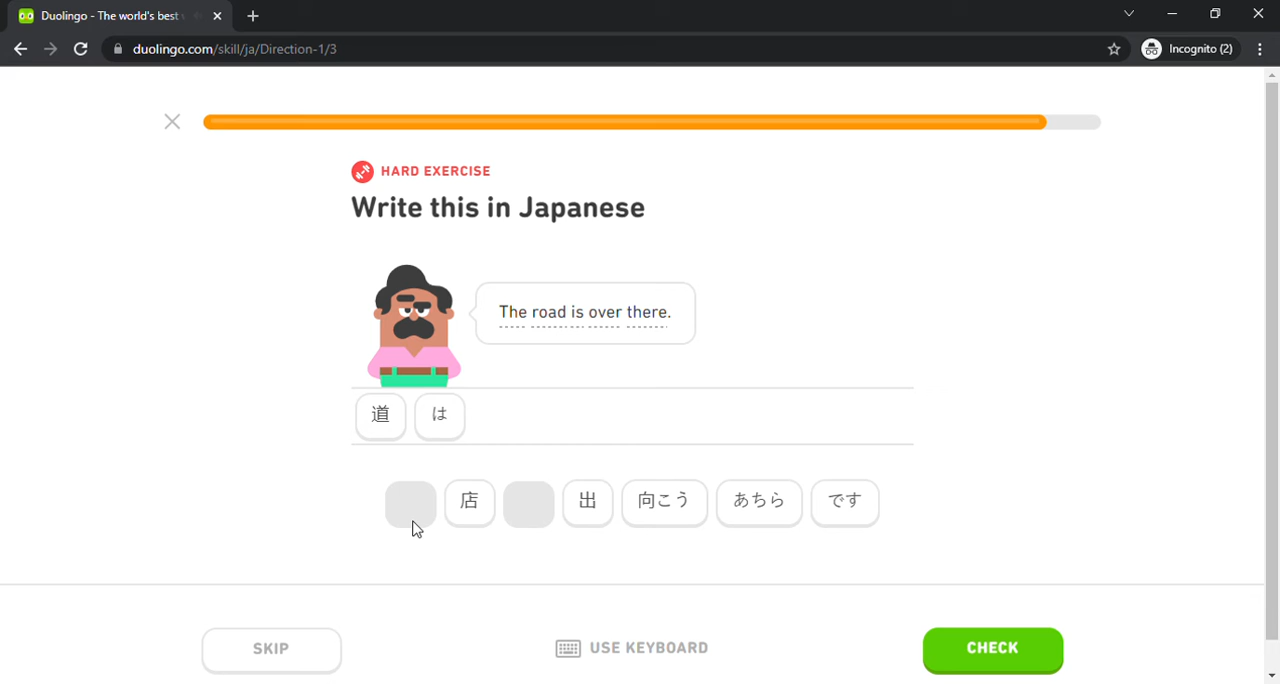 Duolingo - The world's best
duolingo.com/skill/ja/Direction-1/3
Incognito (2)
HARD EXERCISE
Write this in Japanese
The road is over there.
道 は
店 出 向こう あちら です
SKIP
USE KEYBOARD
CHECK